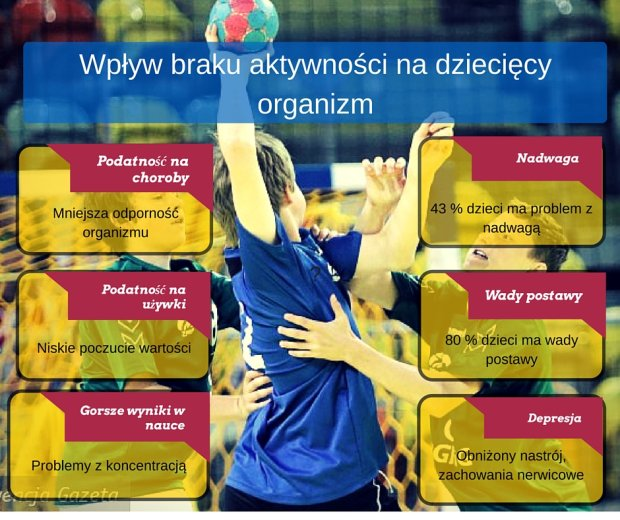 Wpływ braku aktywności na dziecięcy
organizm
Podatność na
choroby
Mniejsza odporność
organizmu
Podatność na
używki
Niskie poczucie wartości
Gorsze wyniki w
nauce
Problemy z koncentracją
Nadwaga
43 % dzieci ma problem z
nadwagą
Wady postawy
80 % dzieci ma wady
postawy
Depresja
Obniżony nastrój,
zachowania nerwicowe
Gazeta